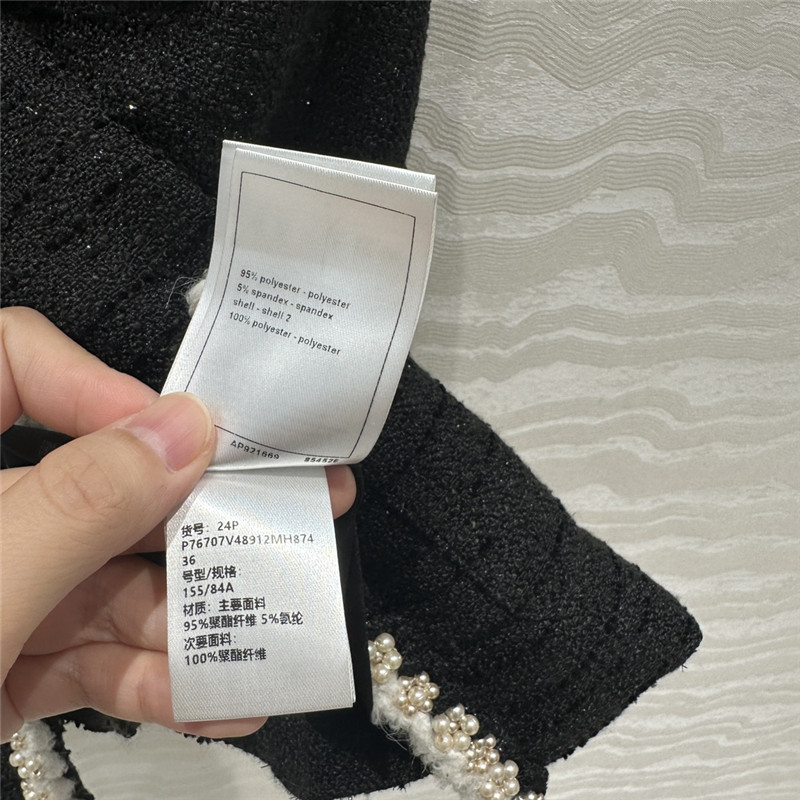 95% polyester - polyester
5% spandex - spandex
shell - shell 2
100% polyester - polyester
AP921669 854326
货号: 24P
P76707V48912MH874
36
号型/规格:
155/84A
材质: 主要面料
95%聚酯纤维 5%氨纶
次要面料:
100%聚酯纤维